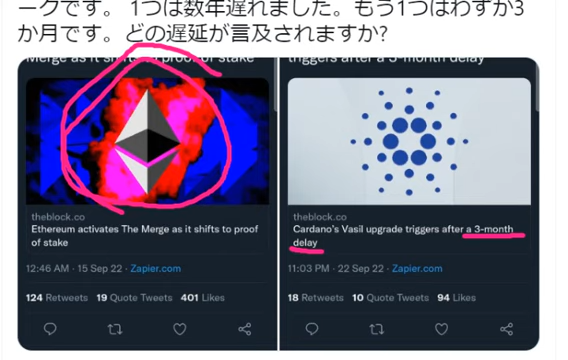 ークです。 1つは数年遅れました。もう1つはわずか3
か月です。どの遅延が言及されますか?
Merge as it shifts to proof of stake
triggers after a 3-month delay
theblock.co
Ethereum activates The Merge as it shifts to proof
of stake
12:46 AM · 15 Sep 22 · Zapier.com
124 Retweets 19 Quote Tweets 401 Likes
theblock.co
Cardano's Vasil upgrade triggers after a 3-month
delay
11:03 PM · 22 Sep 22 · Zapier.com
18 Retweets 10 Quote Tweets 94 Likes